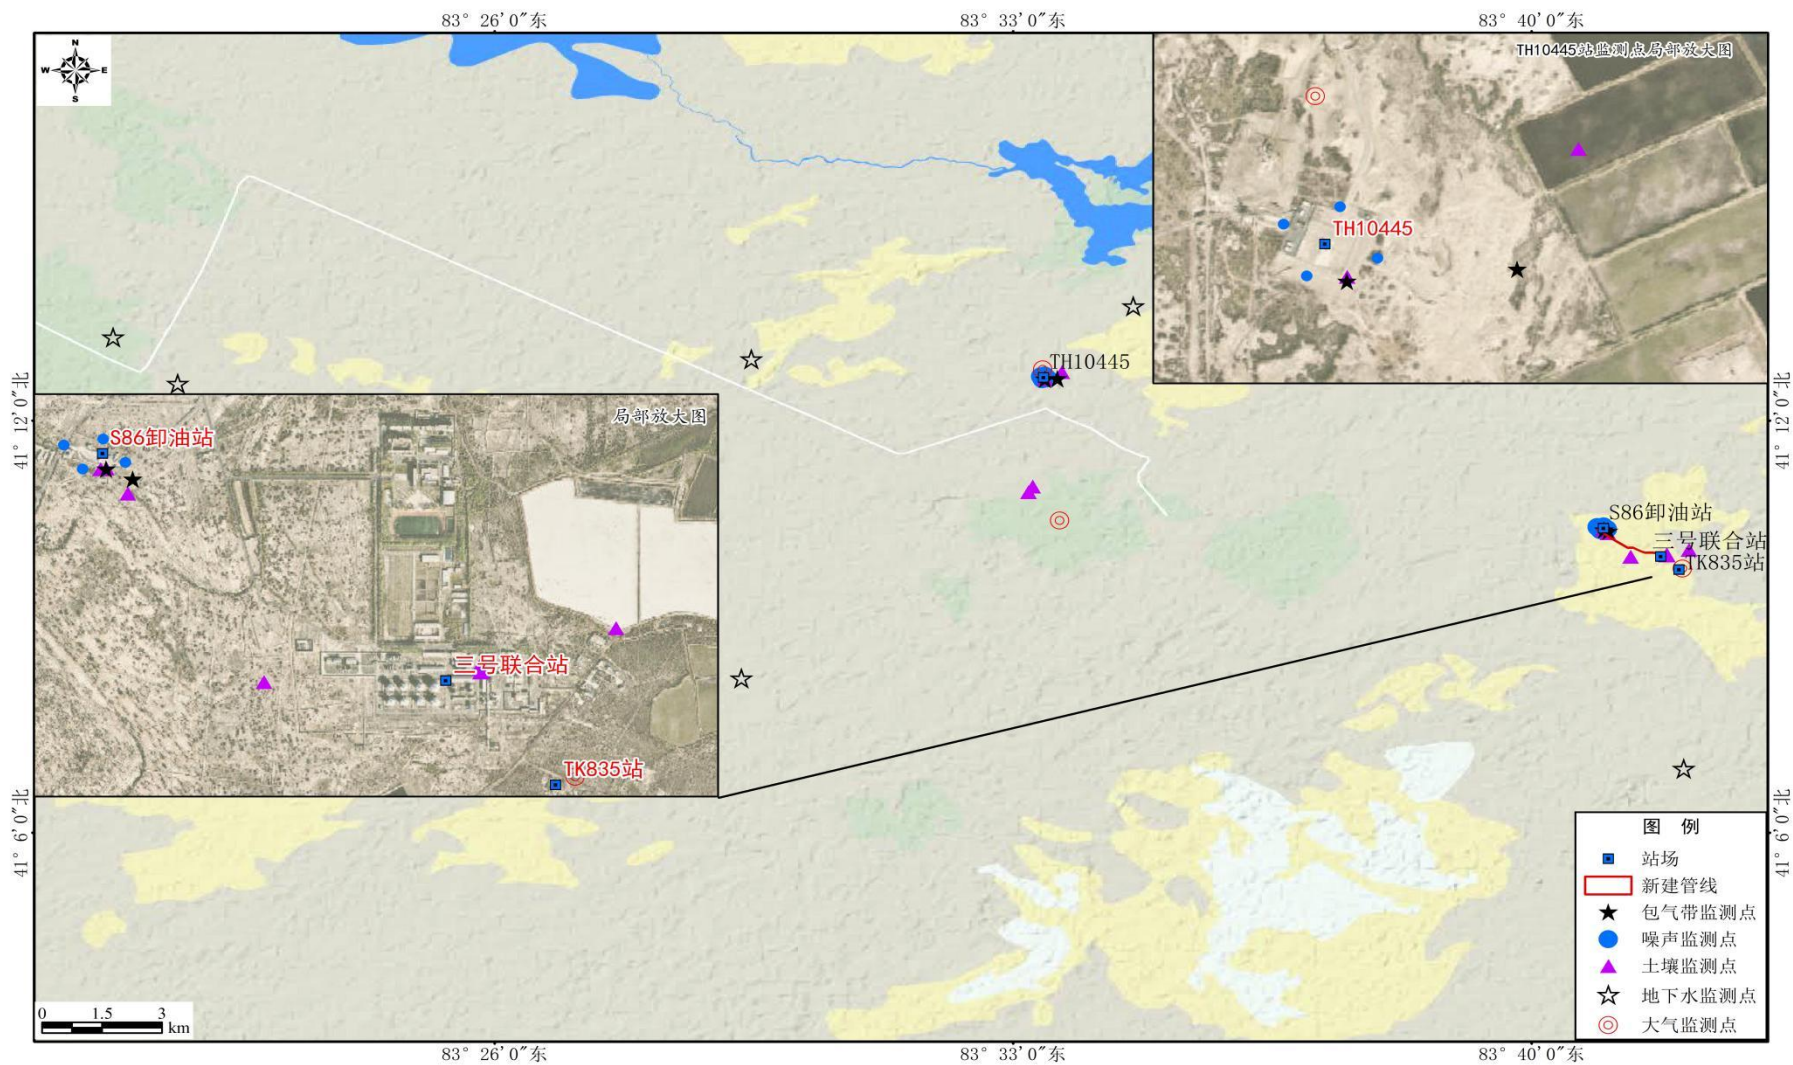 83° 26′0″东
83° 33′0″东
83° 40′0″东
N
W
E
S
TH10445站监测点局部放大图
TH10445
TH10445
41° 12′0″北
41° 12′0″北
局部放大图
S86卸油站
三号联合站
TK835站
S86卸油站
三号联合站
TK835站
41° 6′0″北
41° 6′0″北
图 例
站场
新建管线
包气带监测点
噪声监测点
土壤监测点
地下水监测点
大气监测点
0 1.5 3
km
83° 26′0″东
83° 33′0″东
83° 40′0″东